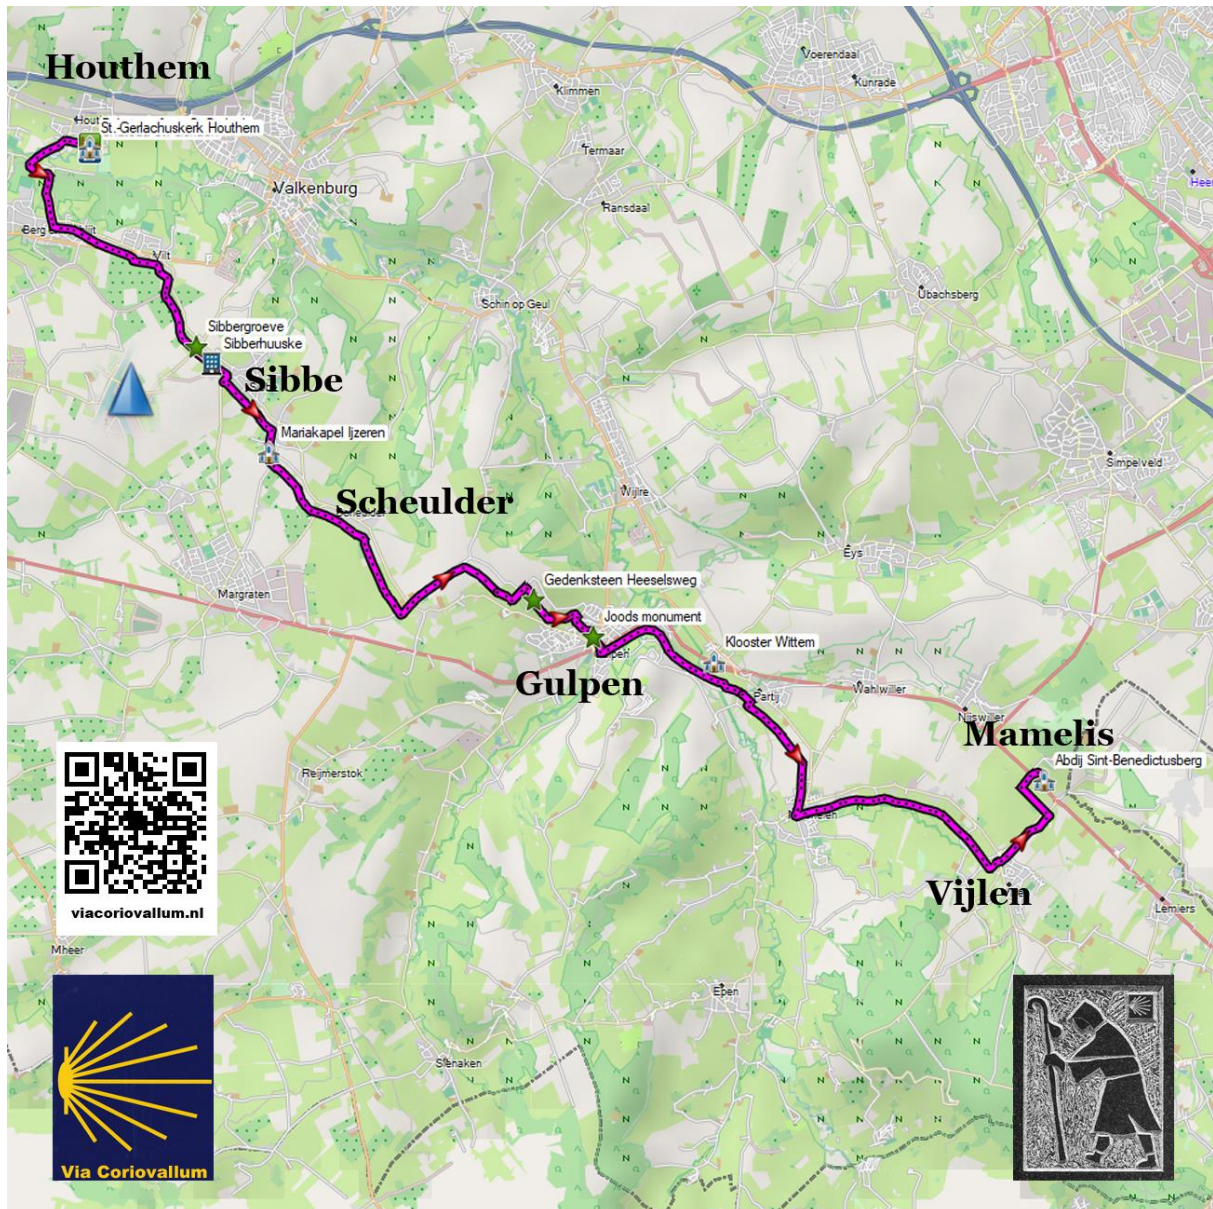 Houthem
Voerendaal
Kunrade
Klimmen
St.-Gerlachuskerk Houthem
Termaar
Valkenburg
Ransdaal
Vilt
Ubachsberg
Schin op Geul
Sibbergroeve
Sibberhuuske
Sibbe
Mariakapel Ijzeren
Simpelveld
Wijlre
Scheulder
Eys
Margraten
Gedenksteen Heeselsweg
Joods monument
Klooster Wittem
Gulpen
Partij
Wahlwiller
Nijswiller
Mamelis
Abdij Sint-Benedictusberg
Reijmerstok
Vijlen
viacoriovallum.nl
Lemiers
Mheer
Epen
Slenaken
Via Coriovallum